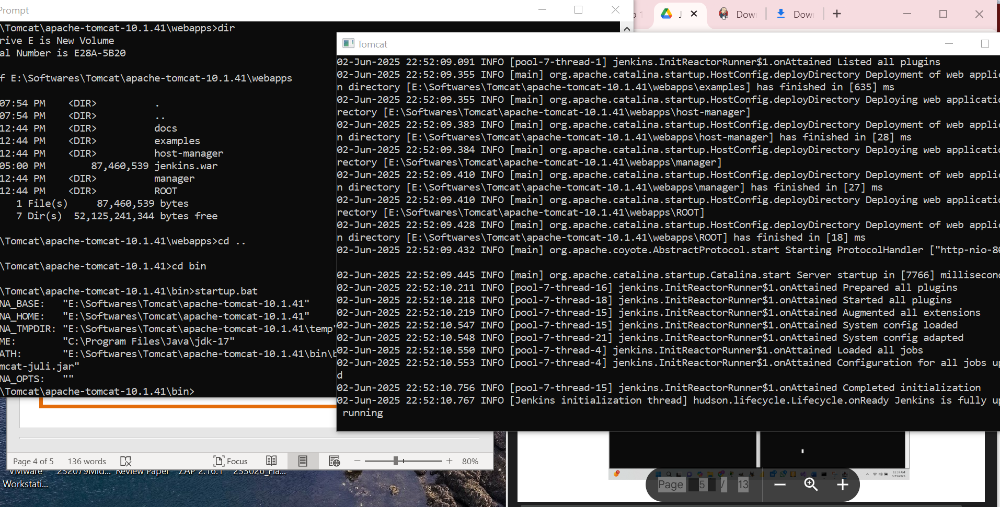 Prompt
\Tomcat\apache-tomcat-10.1.41\webapps>dir
rive E is New Volume
al Number is E28A-5B20
f E:\Softwares\Tomcat\apache-tomcat-10.1.41\webapps
07:54 PM    <DIR>          .
07:54 PM    <DIR>          ..
12:44 PM    <DIR>          docs
12:44 PM    <DIR>          examples
12:44 PM    <DIR>          host-manager
05:00 PM        87,460,539 jenkins.war
12:44 PM    <DIR>          manager
12:44 PM    <DIR>          ROOT
1 File(s)     87,460,539 bytes
7 Dir(s)  52,125,241,344 bytes free
\Tomcat\apache-tomcat-10.1.41\webapps>cd ..
\Tomcat\apache-tomcat-10.1.41>cd bin
\Tomcat\apache-tomcat-10.1.41\bin>startup.bat
NA_BASE:   "E:\Softwares\Tomcat\apache-tomcat-10.1.41"
NA_HOME:   "E:\Softwares\Tomcat\apache-tomcat-10.1.41"
NA_TMPDIR: "E:\Softwares\Tomcat\apache-tomcat-10.1.41\temp"
ME:        "C:\Program Files\Java\jdk-17"
ATH:       "E:\Softwares\Tomcat\apache-tomcat-10.1.41\bin\b
mcat-juli.jar"
NA_OPTS:   ""
\Tomcat\apache-tomcat-10.1.41\bin>
J
Dow
Dow
Tomcat
02-Jun-2025 22:52:09.091 INFO [pool-7-thread-1] jenkins.InitReactorRunner$1.onAttained Listed all plugins
02-Jun-2025 22:52:09.355 INFO [main] org.apache.catalina.startup.HostConfig.deployDirectory Deployment of web applic
n directory [E:\Softwares\Tomcat\apache-tomcat-10.1.41\webapps\examples] has finished in [635] ms
02-Jun-2025 22:52:09.355 INFO [main] org.apache.catalina.startup.HostConfig.deployDirectory Deploying web applicatio
rectory [E:\Softwares\Tomcat\apache-tomcat-10.1.41\webapps\host-manager]
02-Jun-2025 22:52:09.383 INFO [main] org.apache.catalina.startup.HostConfig.deployDirectory Deployment of web applic
n directory [E:\Softwares\Tomcat\apache-tomcat-10.1.41\webapps\host-manager] has finished in [28] ms
02-Jun-2025 22:52:09.384 INFO [main] org.apache.catalina.startup.HostConfig.deployDirectory Deploying web applicatio
rectory [E:\Softwares\Tomcat\apache-tomcat-10.1.41\webapps\manager]
02-Jun-2025 22:52:09.410 INFO [main] org.apache.catalina.startup.HostConfig.deployDirectory Deployment of web applic
n directory [E:\Softwares\Tomcat\apache-tomcat-10.1.41\webapps\manager] has finished in [27] ms
02-Jun-2025 22:52:09.410 INFO [main] org.apache.catalina.startup.HostConfig.deployDirectory Deploying web applicatio
rectory [E:\Softwares\Tomcat\apache-tomcat-10.1.41\webapps\ROOT]
02-Jun-2025 22:52:09.428 INFO [main] org.apache.catalina.startup.HostConfig.deployDirectory Deployment of web applic
n directory [E:\Softwares\Tomcat\apache-tomcat-10.1.41\webapps\ROOT] has finished in [18] ms
02-Jun-2025 22:52:09.432 INFO [main] org.apache.coyote.AbstractProtocol.start Starting ProtocolHandler ["http-nio-80
02-Jun-2025 22:52:09.445 INFO [main] org.apache.catalina.startup.Catalina.start Server startup in [7766] millisecond
02-Jun-2025 22:52:10.211 INFO [pool-7-thread-16] jenkins.InitReactorRunner$1.onAttained Prepared all plugins
02-Jun-2025 22:52:10.218 INFO [pool-7-thread-18] jenkins.InitReactorRunner$1.onAttained Started all plugins
02-Jun-2025 22:52:10.219 INFO [pool-7-thread-15] jenkins.InitReactorRunner$1.onAttained Augmented all extensions
02-Jun-2025 22:52:10.547 INFO [pool-7-thread-15] jenkins.InitReactorRunner$1.onAttained System config loaded
02-Jun-2025 22:52:10.548 INFO [pool-7-thread-21] jenkins.InitReactorRunner$1.onAttained System config adapted
02-Jun-2025 22:52:10.550 INFO [pool-7-thread-4] jenkins.InitReactorRunner$1.onAttained Loaded all jobs
02-Jun-2025 22:52:10.553 INFO [pool-7-thread-4] jenkins.InitReactorRunner$1.onAttained Configuration for all jobs up
d
02-Jun-2025 22:52:10.756 INFO [pool-7-thread-15] jenkins.InitReactorRunner$1.onAttained Completed initialization
02-Jun-2025 22:52:10.767 INFO [Jenkins initialization thread] hudson.lifecycle.Lifecycle.onReady Jenkins is fully up
running
Page 4 of 5    136 words    Focus    80%
VMware    232079Mid...    Review Paper    ZAP 2.16.1    233026_Fla...
Workstati...
Page 5 / 13